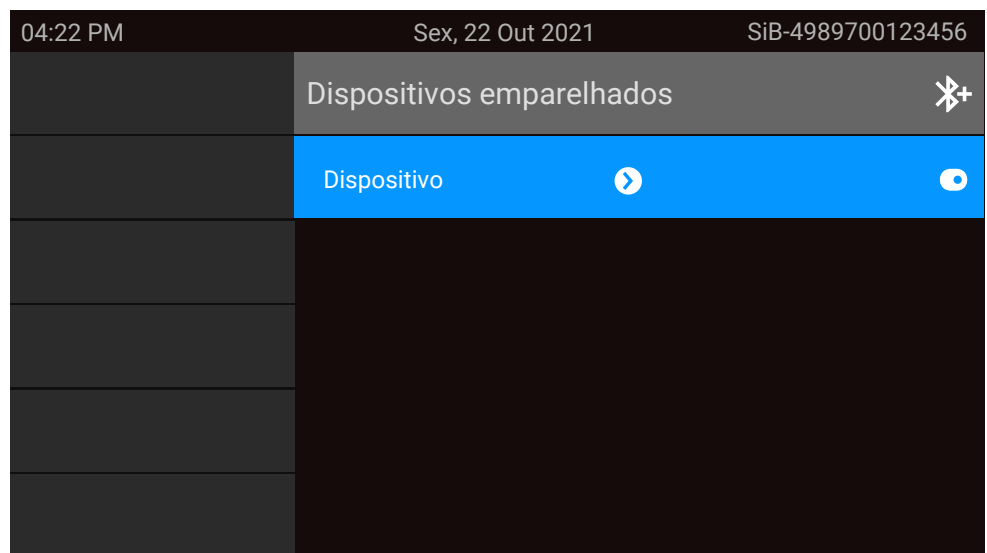 04:22 PM Sex, 22 Out 2021 SiB-4989700123456
Dispositivos emparelhados
Dispositivo